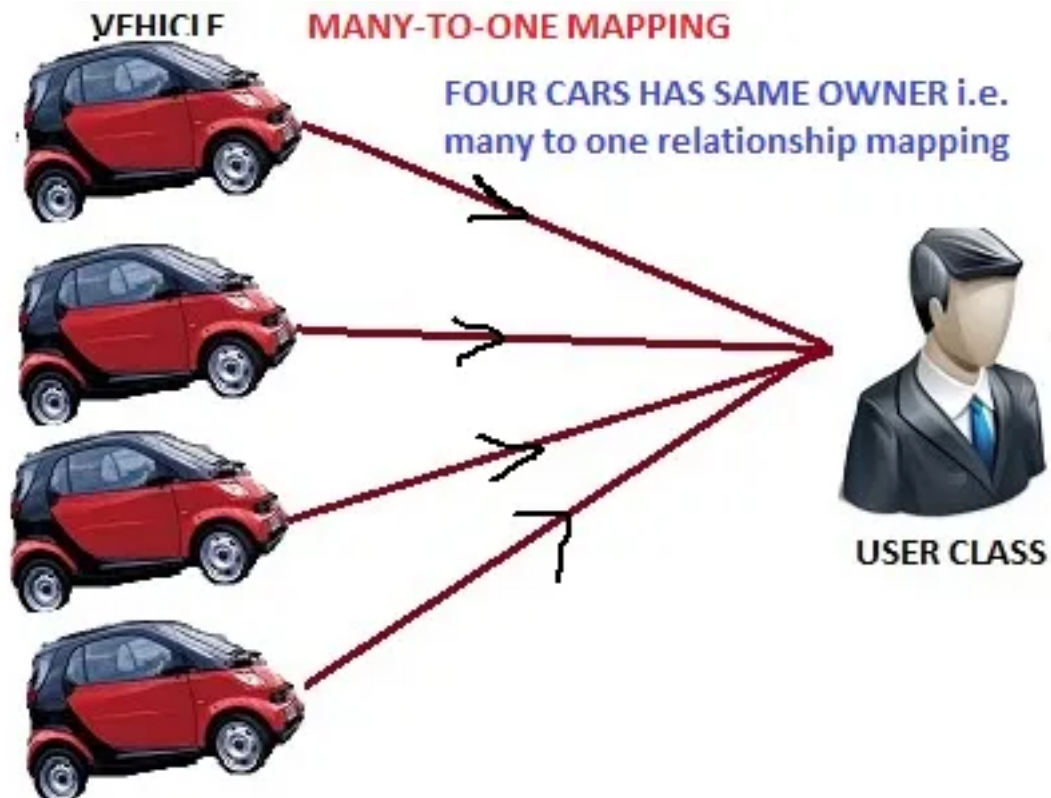 VEHICLE
MANY-TO-ONE MAPPING
FOUR CARS HAS SAME OWNER i.e.
many to one relationship mapping
USER CLASS